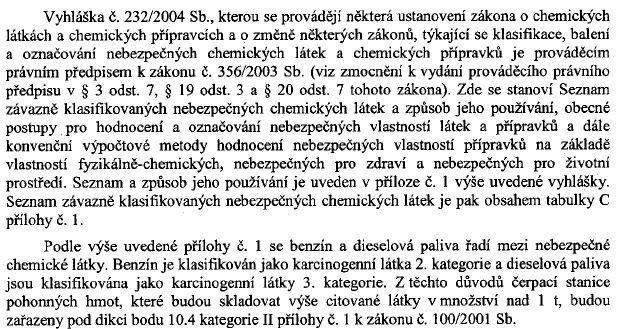 Vyhláška č. 232/2004 Sb., kterou se provádějí některá ustanovení zákona o chemických
látkách a chemických přípravcích a o změně některých zákonů, týkající se klasifikace, balení
a označování nebezpečných chemických látek a chemických přípravků je prováděcím
právním předpisem k zákonu č. 356/2003 Sb. (viz zmocnění k vydání prováděcího právního
předpisu v § 3 odst. 7, § 19 odst. 3 a § 20 odst. 7 tohoto zákona). Zde se stanoví Seznam
závazně klasifikovaných nebezpečných chemických látek a způsob jeho používání, obecné
postupy pro hodnocení a označování nebezpečných vlastností látek a přípravků a dále
konvenční výpočtové metody hodnocení nebezpečných vlastností přípravků na základě
vlastností fyzikálně-chemických, nebezpečných pro zdraví a nebezpečných pro životní
prostředí. Seznam a způsob jeho používání je uveden v příloze č. 1 výše uvedené vyhlášky.
Seznam závazně klasifikovaných nebezpečných chemických látek je pak obsahem tabulky C
přílohy č. 1.
Podle výše uvedené přílohy č. 1 se benzín a dieselová paliva řadí mezi nebezpečné
chemické látky. Benzín je klasifikován jako karcinogenní látka 2. kategorie a dieselová paliva
jsou klasifikována jako karcinogenní látky 3. kategorie. Z těchto důvodů čerpací stanice
pohonných hmot, které budou skladovat výše citované látky v množství nad 1 t, budou
zařazeny pod dikci bodu 10.4 kategorie II přílohy č. 1 k zákonu č. 100/2001 Sb.